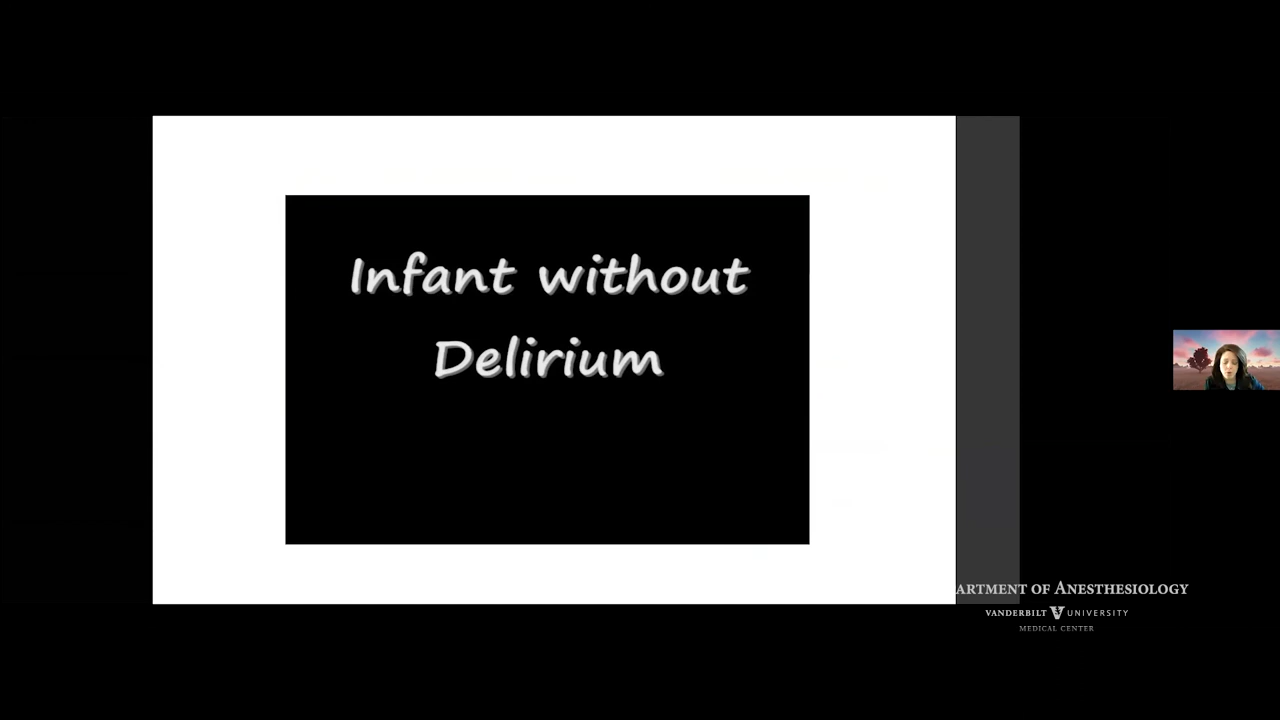 Infant without
Delirium
ARTMENT OF ANESTHESIOLOGY
VANDERBILT V UNIVERSITY
MEDICAL CENTER